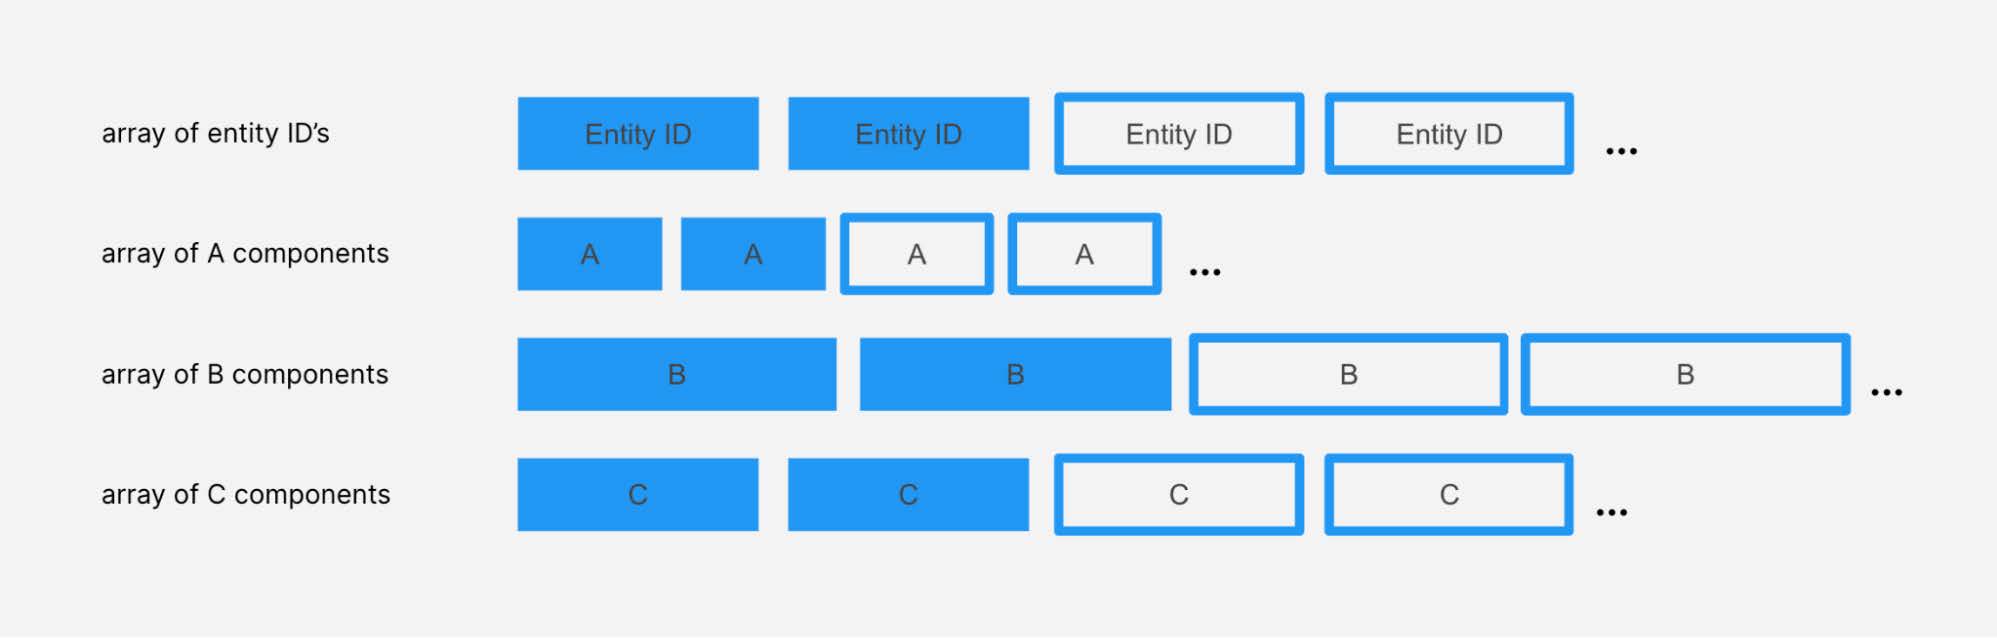 array of entity ID’s Entity ID Entity ID Entity ID Entity ID ...
array of A components A A A A ...
array of B components B B B B ...
array of C components C C C C ...